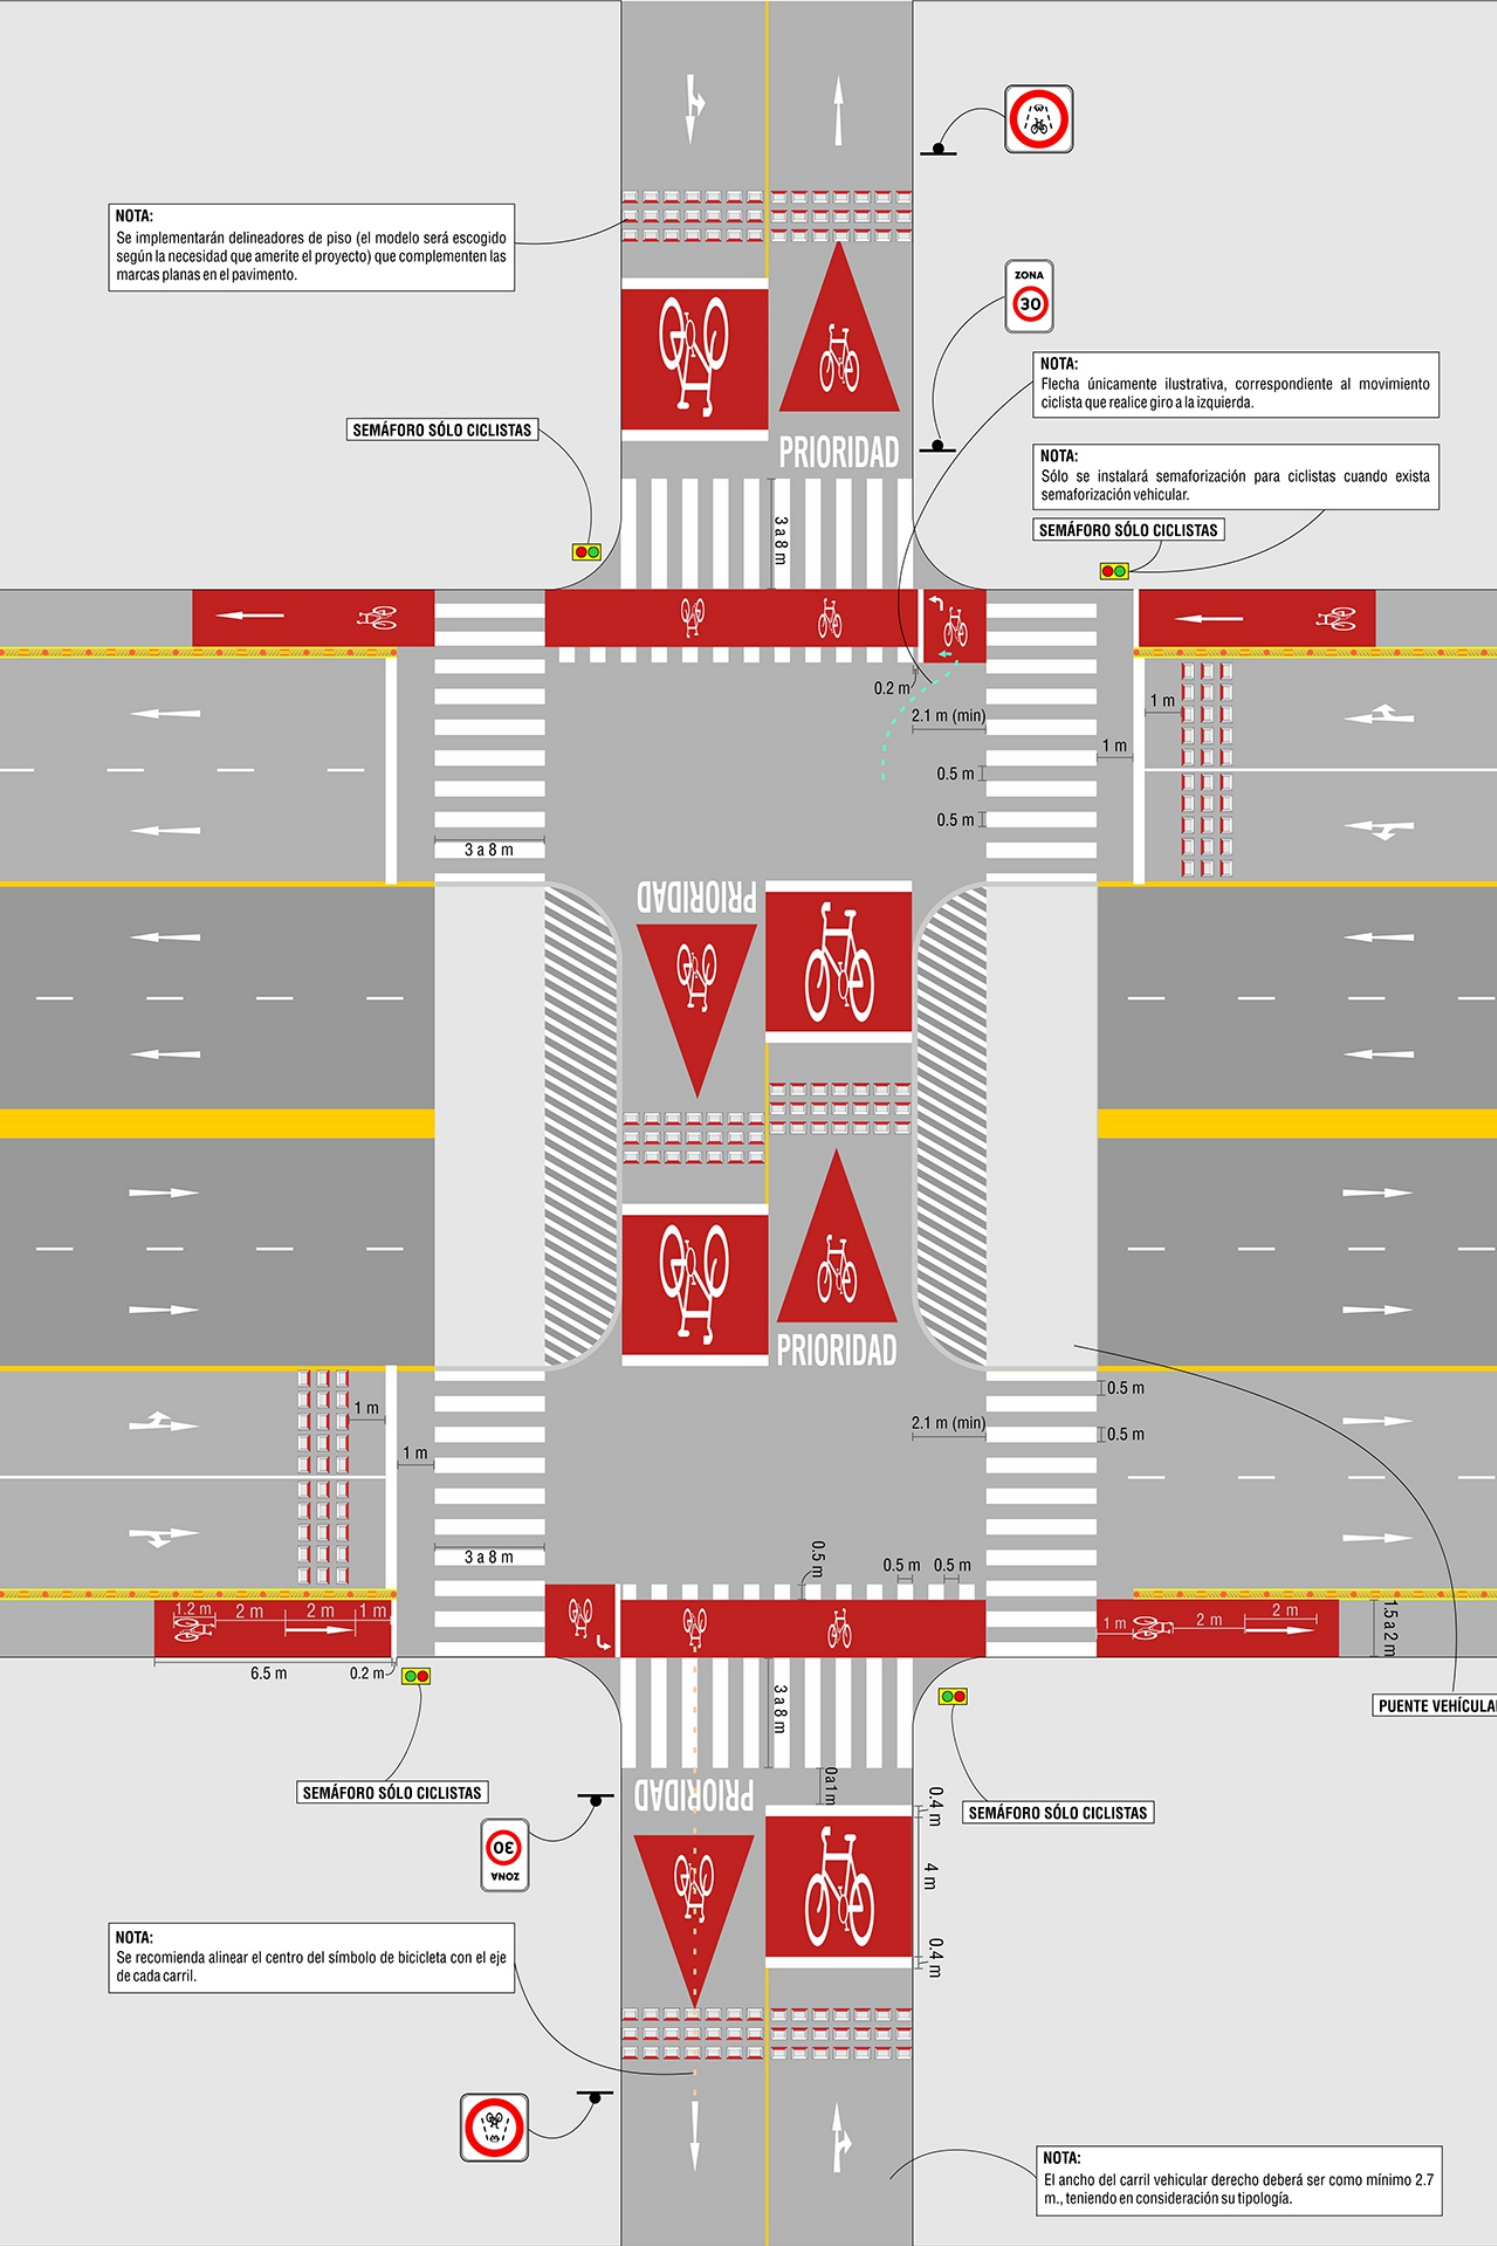 NOTA:
Se implementarán delineadores de piso (el modelo será escogido
según la necesidad que amerite el proyecto) que complementen las
marcas planas en el pavimento.
ZONA
30
NOTA:
Flecha únicamente ilustrativa, correspondiente al movimiento
ciclista que realice giro a la izquierda.
SEMÁFORO SÓLO CICLISTAS
PRIORIDAD
NOTA:
Sólo se instalará semaforización para ciclistas cuando exista
semaforización vehicular.
SEMÁFORO SÓLO CICLISTAS
3 a 8 m
0.2 m
1 m
2.1 m (min)
1 m
0.5 m
0.5 m
3 a 8 m
PRIORIDAD
PRIORIDAD
0.5 m
1 m
2.1 m (min)
0.5 m
1 m
3 a 8 m
0.5 m
0.5 m
0.5 m
1.2 m
2 m
2 m
1 m
1 m
2 m
2 m
1.5 a 2 m
6.5 m
0.2 m
3 a 8 m
PUENTE VEHÍCULA
SEMÁFORO SÓLO CICLISTAS
PRIORIDAD
0 a 1 m
0.4 m
SEMÁFORO SÓLO CICLISTAS
30
ZONA
4 m
0.4 m
NOTA:
Se recomienda alinear el centro del símbolo de bicicleta con el eje
de cada carril.
NOTA:
El ancho del carril vehicular derecho deberá ser como mínimo 2.7
m., teniendo en consideración su tipología.